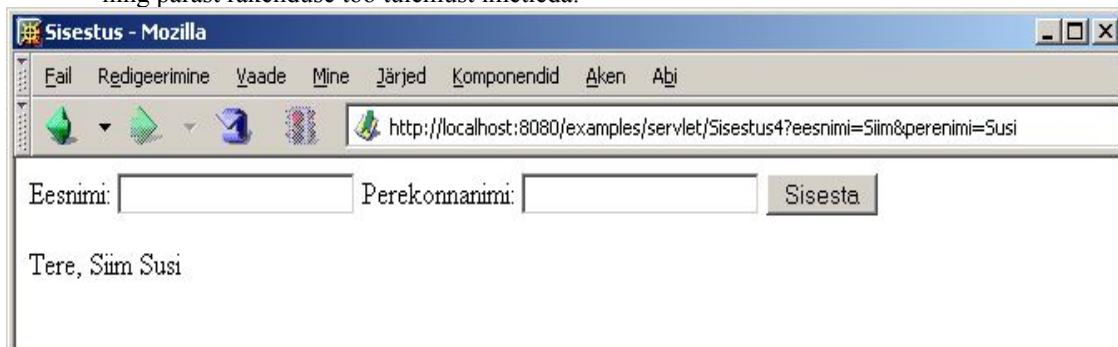 ning pärast rakenduse töö tulemust imetleda.
Sisestus - Mozilla
Fail Redigeerimine Vaade Mine Järjed Komponendid Aken Abi
http://localhost:8080/examples/servlet/Sisestus4?eesnimi=Siim&perenimi=Susi
Eesnimi: Perekonnanimi: Sisesta
Tere, Siim Susi